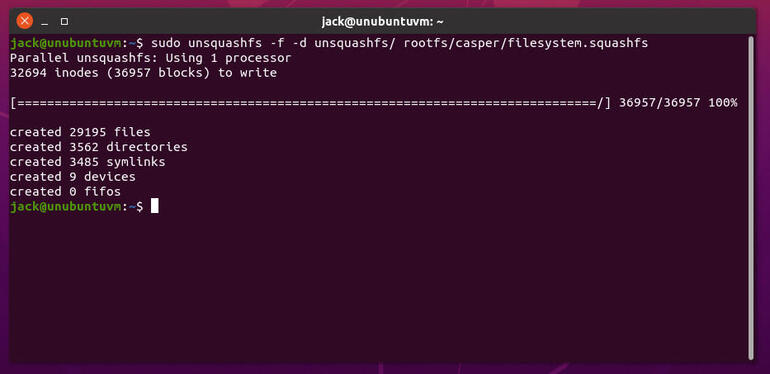 jack@unubuntuvm: ~
jack@unubuntuvm:~$ sudo unsquashfs -f -d unsquashfs/ rootfs/casper/filesystem.squashfs
Parallel unsquashfs: Using 1 processor
32694 inodes (36957 blocks) to write
[==============================================================================/] 36957/36957 100%
created 29195 files
created 3562 directories
created 3485 symlinks
created 9 devices
created 0 fifos
jack@unubuntuvm:~$